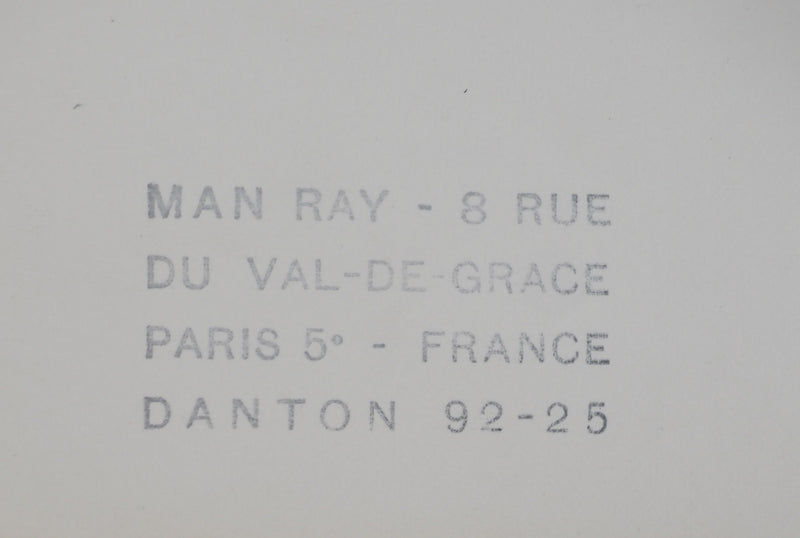 MAN RAY - 8 RUE
DU VAL-DE-GRACE
PARIS 5° - FRANCE
DANTON 92-25